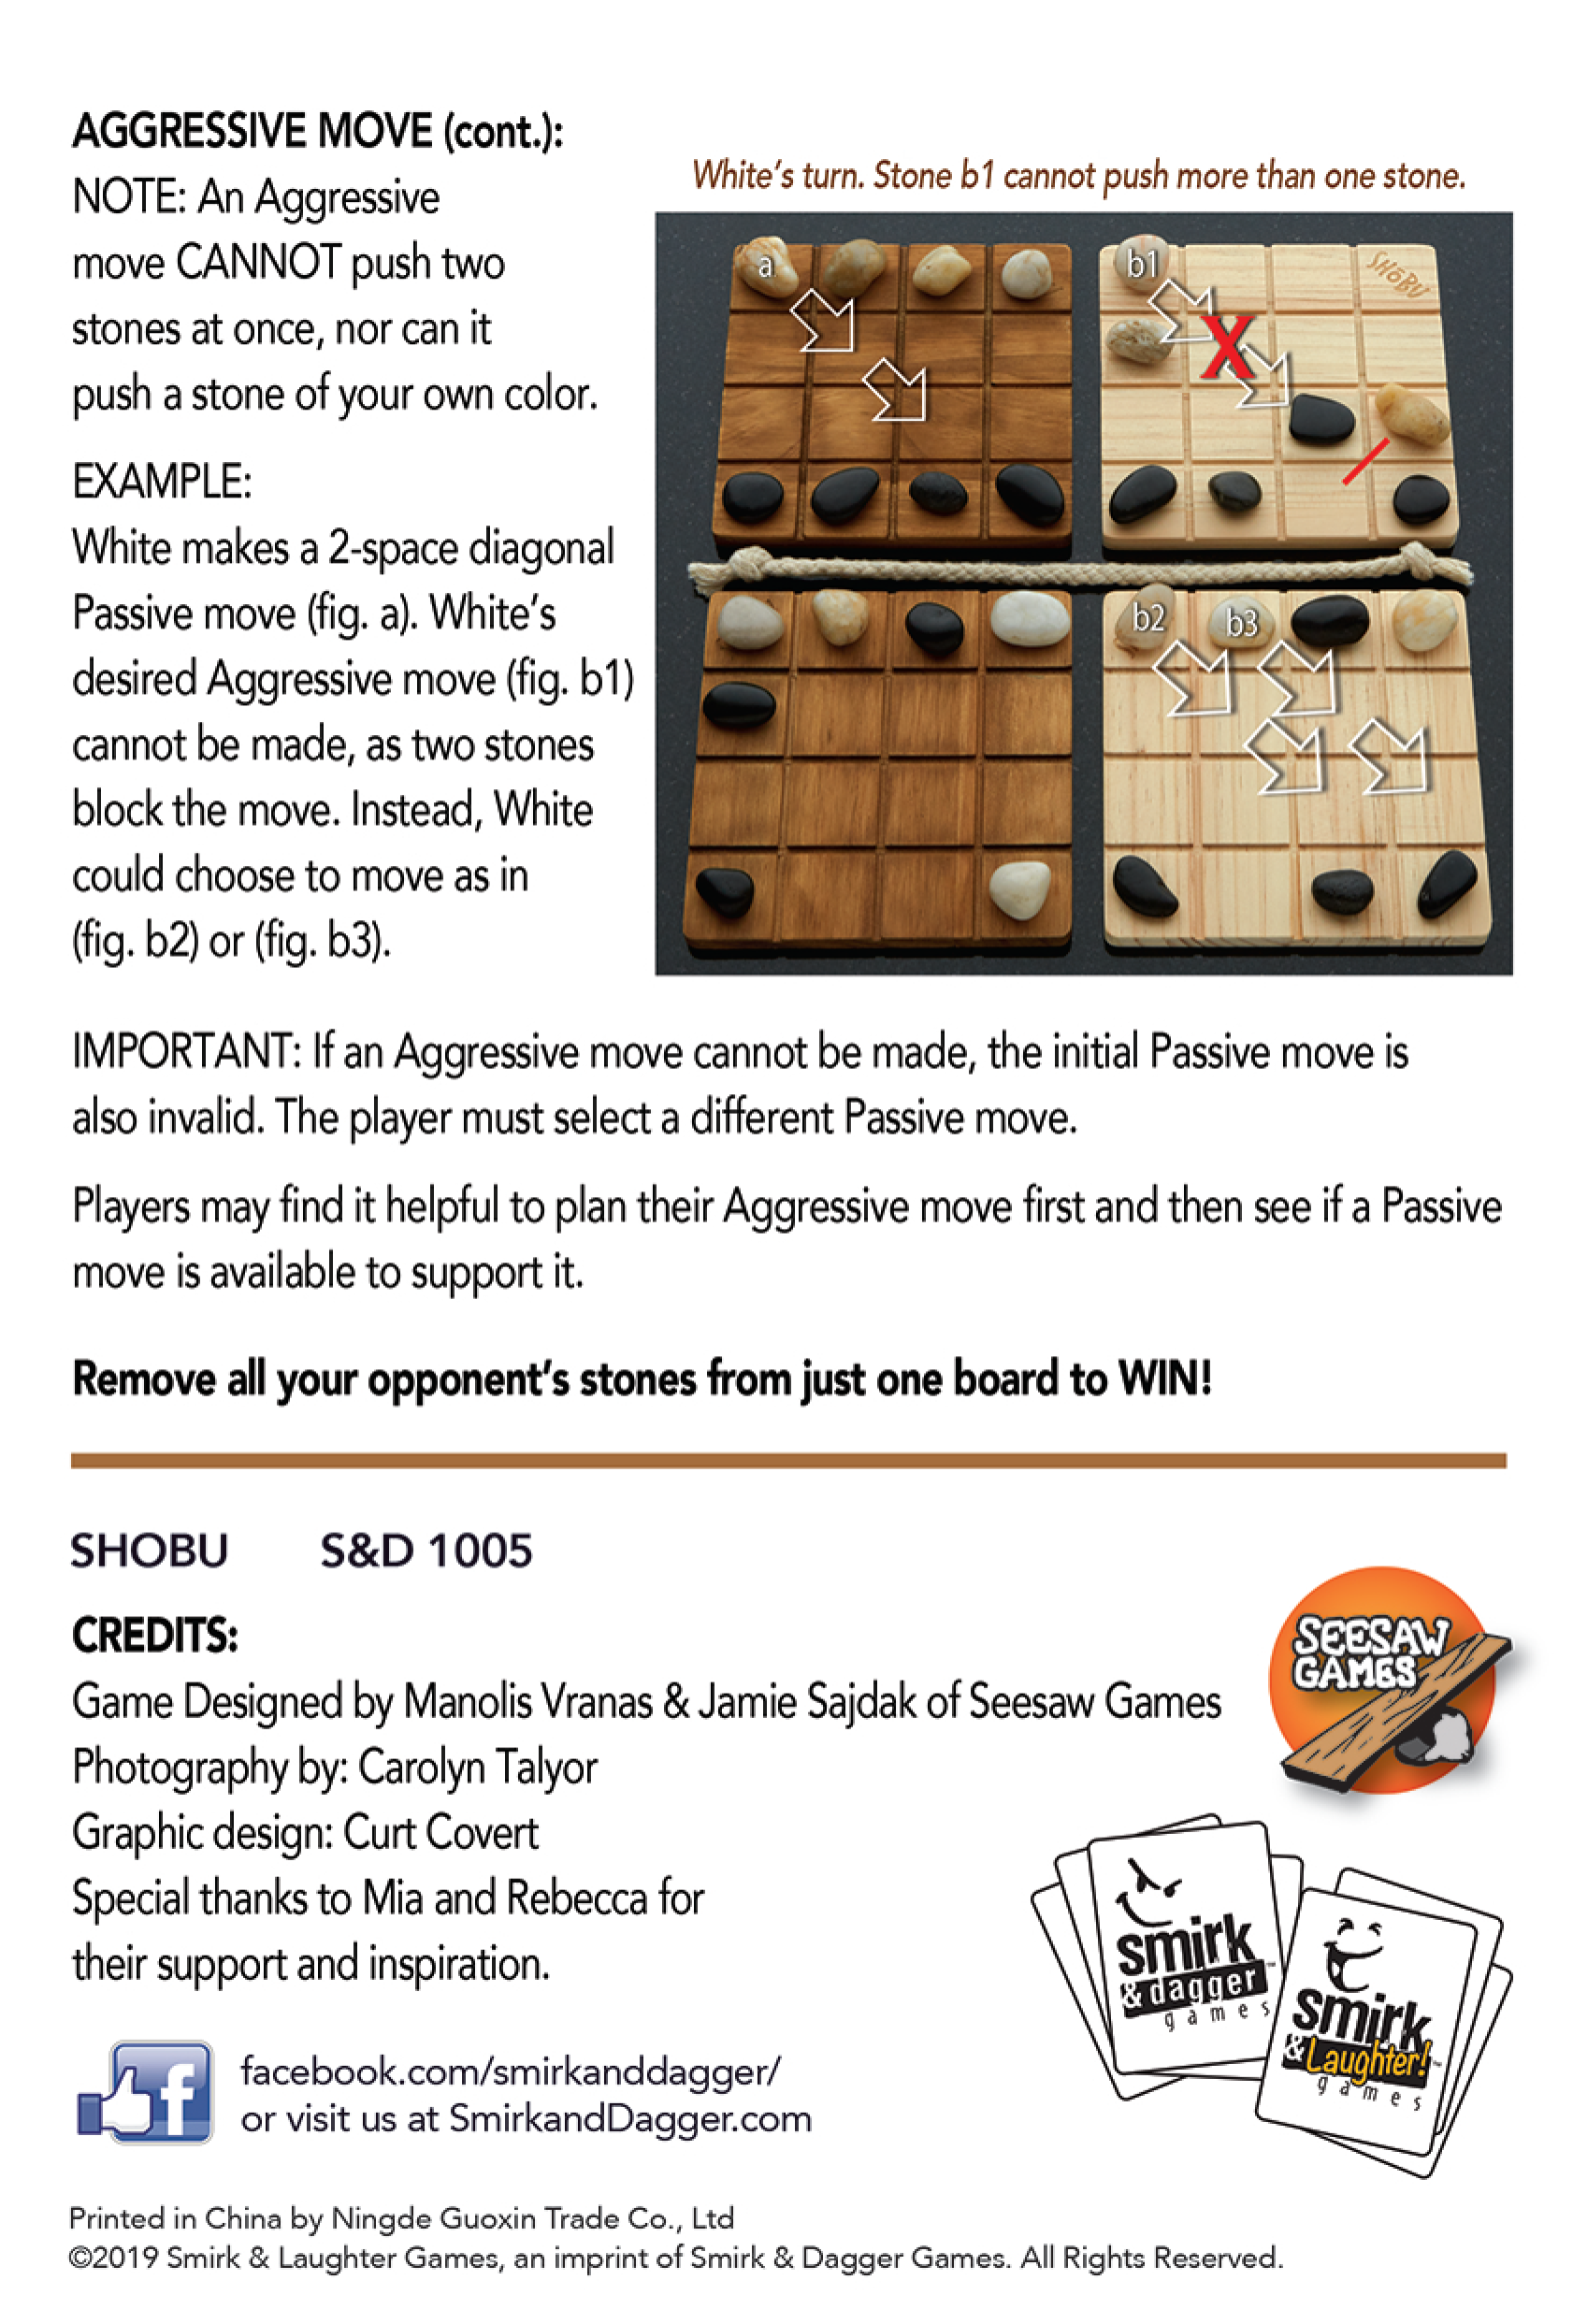 AGGRESSIVE MOVE (cont.):
NOTE: An Aggressive
move CANNOT push two
stones at once, nor can it
push a stone of your own color.
EXAMPLE:
White makes a 2-space diagonal
Passive move (fig. a). White's
desired Aggressive move (fig. b1)
cannot be made, as two stones
block the move. Instead, White
could choose to move as in
(fig. b2) or (fig. b3).
White's turn. Stone b1 cannot push more than one stone.
a
b1
SHŌBU
X
b2
b3
IMPORTANT: If an Aggressive move cannot be made, the initial Passive move is
also invalid. The player must select a different Passive move.
Players may find it helpful to plan their Aggressive move first and then see if a Passive
move is available to support it.
Remove all your opponent's stones from just one board to WIN!
SHOBU S&D 1005
CREDITS:
Game Designed by Manolis Vranas & Jamie Sajdak of Seesaw Games
Photography by: Carolyn Talyor
Graphic design: Curt Covert
Special thanks to Mia and Rebecca for
their support and inspiration.
SEESAW
GAMES
smirk
& dagger™
games
smirk
& Laughter!™
games
f
facebook.com/smirkanddagger/
or visit us at SmirkandDagger.com
Printed in China by Ningde Guoxin Trade Co., Ltd
©2019 Smirk & Laughter Games, an imprint of Smirk & Dagger Games. All Rights Reserved.